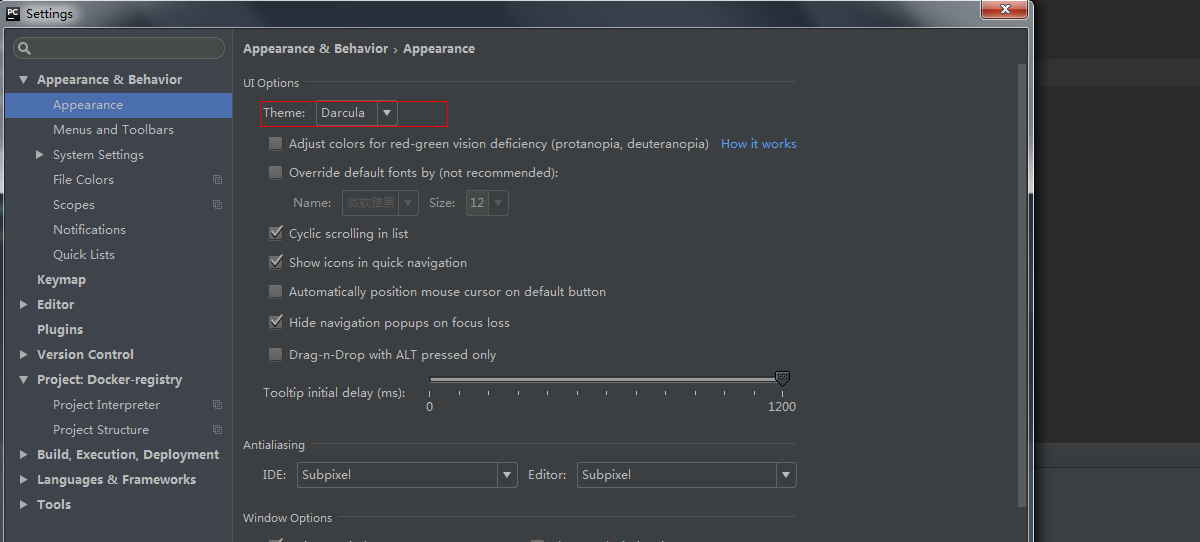 PC Settings
Appearance & Behavior
Appearance
Menus and Toolbars
System Settings
File Colors
Scopes
Notifications
Quick Lists
Keymap
Editor
Plugins
Version Control
Project: Docker-registry
Project Interpreter
Project Structure
Build, Execution, Deployment
Languages & Frameworks
Tools
Appearance & Behavior › Appearance
UI Options
Theme: Darcula
Adjust colors for red-green vision deficiency (protanopia, deuteranopia) How it works
Override default fonts by (not recommended):
Name: 微软雅黑 Size: 12
Cyclic scrolling in list
Show icons in quick navigation
Automatically position mouse cursor on default button
Hide navigation popups on focus loss
Drag-n-Drop with ALT pressed only
Tooltip initial delay (ms):
0 1200
Antialiasing
IDE: Subpixel Editor: Subpixel
Window Options